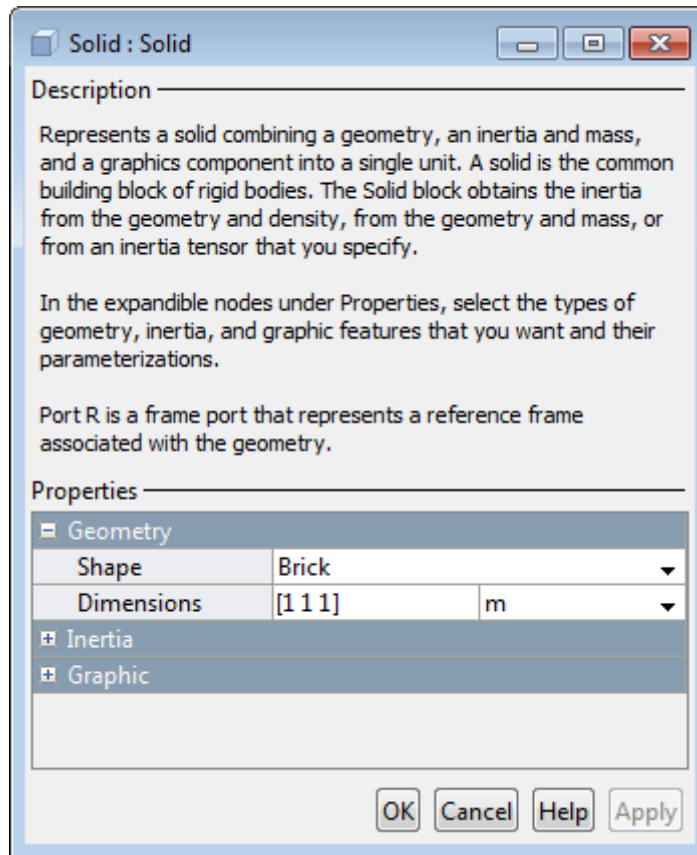 Solid : Solid
Description
Represents a solid combining a geometry, an inertia and mass,
and a graphics component into a single unit. A solid is the common
building block of rigid bodies. The Solid block obtains the inertia
from the geometry and density, from the geometry and mass, or
from an inertia tensor that you specify.
In the expandible nodes under Properties, select the types of
geometry, inertia, and graphic features that you want and their
parameterizations.
Port R is a frame port that represents a reference frame
associated with the geometry.
Properties
Geometry
Shape Brick
Dimensions [1 1 1] m
Inertia
Graphic
OK Cancel Help Apply